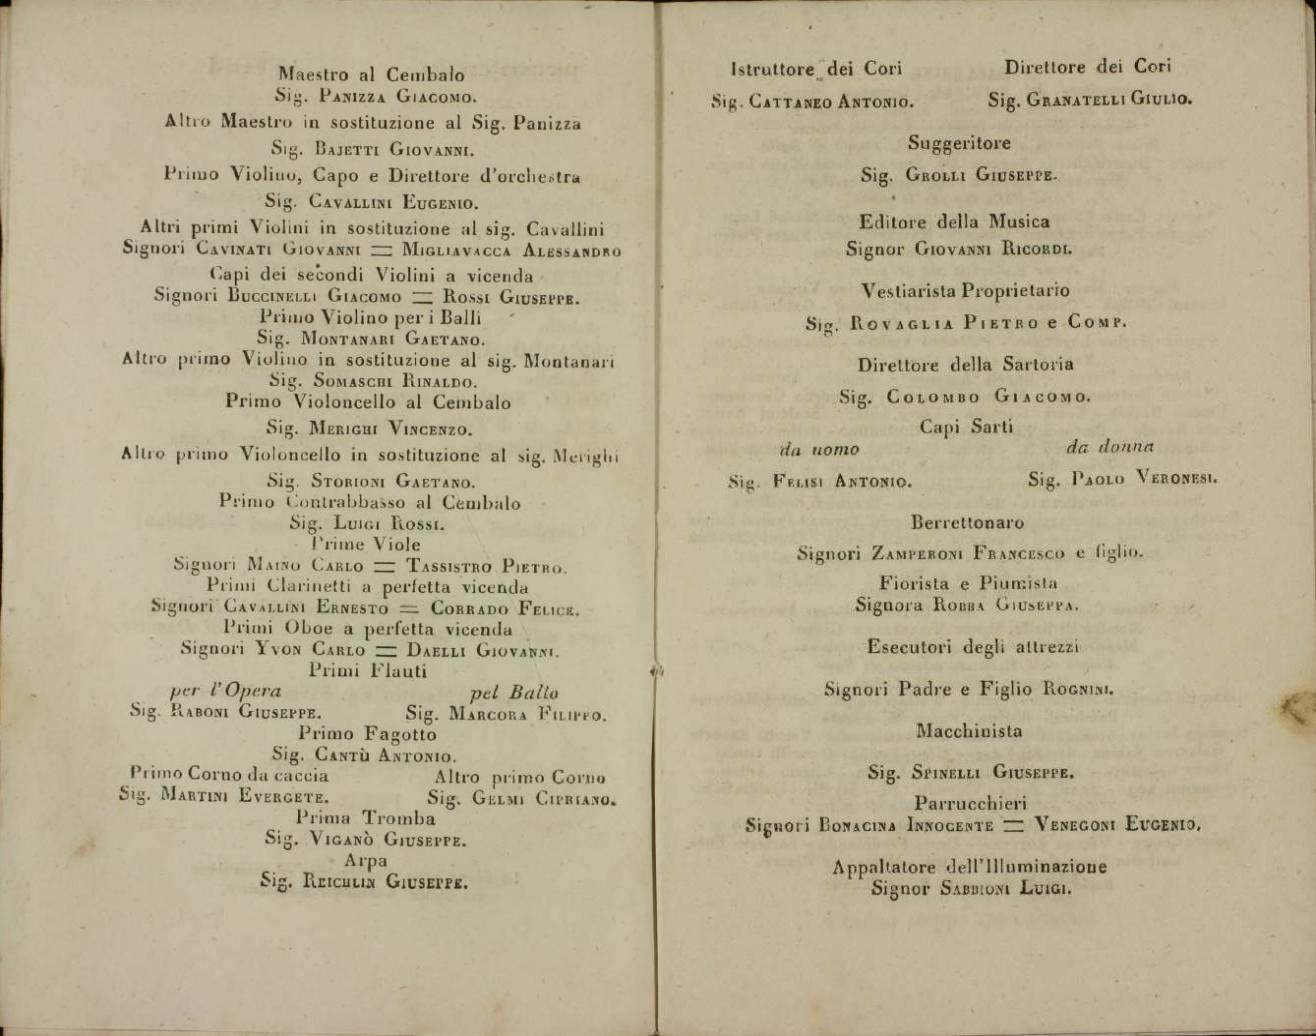 Maestro al Cembalo
Sig. PANIZZA GIACOMO.
Altro Maestro in sostituzione al Sig. Panizza
Sig. BAJETTI GIOVANNI.
Primo Violino, Capo e Direttore d'orchestra
Sig. CAVALLINI EUGENIO.
Altri primi Violini in sostituzione al sig. Cavallini
Signori CAVINATI GIOVANNI = MIGLIAVACCA ALESSANDRO
Capi dei secondi Violini a vicenda
Signori BUCCINELLI GIACOMO = ROSSI GIUSEPPE.
Primo Violino per i Balli
Sig. MONTANARI GAETANO.
Altro primo Violino in sostituzione al sig. Montanari
Sig. SOMASCHI RINALDO.
Primo Violoncello al Cembalo
Sig. MERIGHI VINCENZO.
Altro primo Violoncello in sostituzione al sig. Merighi
Sig. STORIONI GAETANO.
Primo Contrabbasso al Cembalo
Sig. LUIGI ROSSI.
Prime Viole
Signori MAINO CARLO = TASSISTRO PIETRO.
Primi Clarinetti a perfetta vicenda
Signori CAVALLINI ERNESTO = CORRADO FELICE.
Primi Oboe a perfetta vicenda
Signori YVON CARLO = DAELLI GIOVANNI.
Primi Flauti
per l'Opera pel Ballo
Sig. RABONI GIUSEPPE. Sig. MARCORA FILIPPO.
Primo Fagotto
Sig. CANTÙ ANTONIO.
Primo Corno da caccia Altro primo Corno
Sig. MARTINI EVERGETE. Sig. GELMI CIPRIANO.
Prima Tromba
Sig. VIGANÒ GIUSEPPE.
Arpa
Sig. REICHLIN GIUSEPPE.
Istruttore dei Cori Direttore dei Cori
Sig. CATTANEO ANTONIO. Sig. GRANATELLI GIULIO.
Suggeritore
Sig. GROLLI GIUSEPPE.
Editore della Musica
Signor GIOVANNI RICORDI.
Vestiarista Proprietario
Sig. ROVAGLIA PIETRO e COMP.
Direttore della Sartoria
Sig. COLOMBO GIACOMO.
Capi Sarti
da uomo da donna
Sig. FELISI ANTONIO. Sig. PAOLO VERONESI.
Berrettonaro
Signori ZAMPERONI FRANCESCO e figlio.
Fiorista e Piumista
Signora ROBBA GIUSEPPA.
Esecutori degli attrezzi
Signori Padre e Figlio ROGNINI.
Macchinista
Sig. SPINELLI GIUSEPPE.
Parrucchieri
Signori BONACINA INNOCENTE = VENEGONI EUGENIO.
Appaltatore dell'Illuminazione
Signor SABBIONI LUIGI.